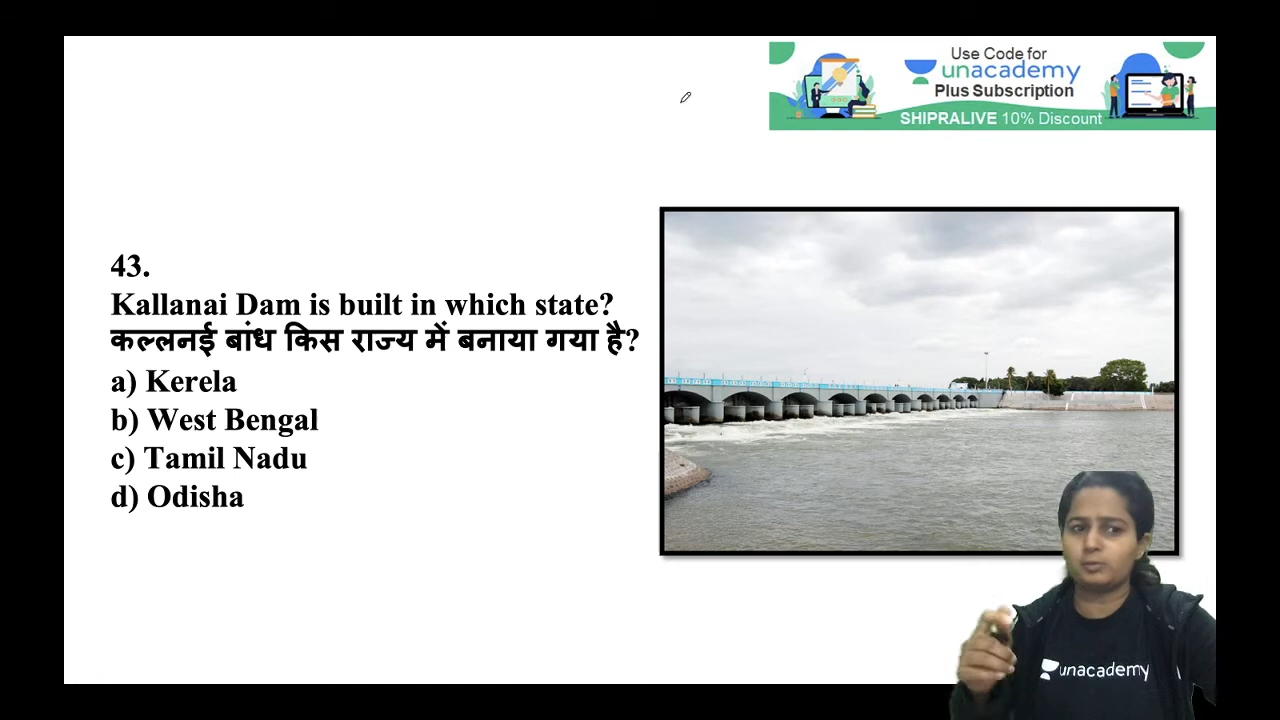 Use Code for
unacademy
Plus Subscription
SHIPRALIVE 10% Discount
43.
Kallanai Dam is built in which state?
कल्लनई बांध किस राज्य में बनाया गया है?
a) Kerela
b) West Bengal
c) Tamil Nadu
d) Odisha
unacademy